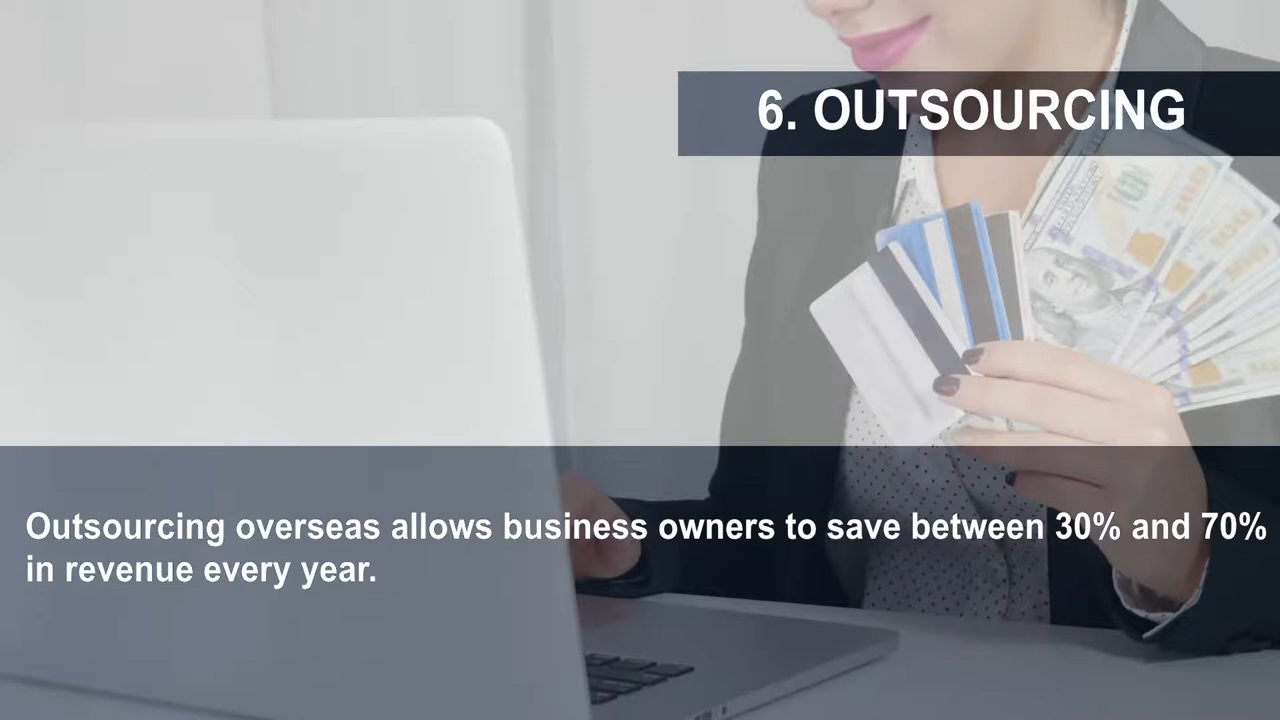 6. OUTSOURCING
Outsourcing overseas allows business owners to save between 30% and 70%
in revenue every year.